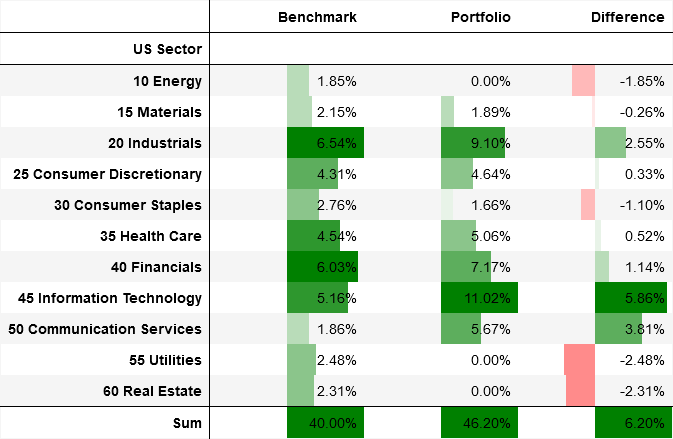 Benchmark Portfolio Difference
US Sector
10 Energy 1.85% 0.00% -1.85%
15 Materials 2.15% 1.89% -0.26%
20 Industrials 6.54% 9.10% 2.55%
25 Consumer Discretionary 4.31% 4.64% 0.33%
30 Consumer Staples 2.76% 1.66% -1.10%
35 Health Care 4.54% 5.06% 0.52%
40 Financials 6.03% 7.17% 1.14%
45 Information Technology 5.16% 11.02% 5.86%
50 Communication Services 1.86% 5.67% 3.81%
55 Utilities 2.48% 0.00% -2.48%
60 Real Estate 2.31% 0.00% -2.31%
Sum 40.00% 46.20% 6.20%